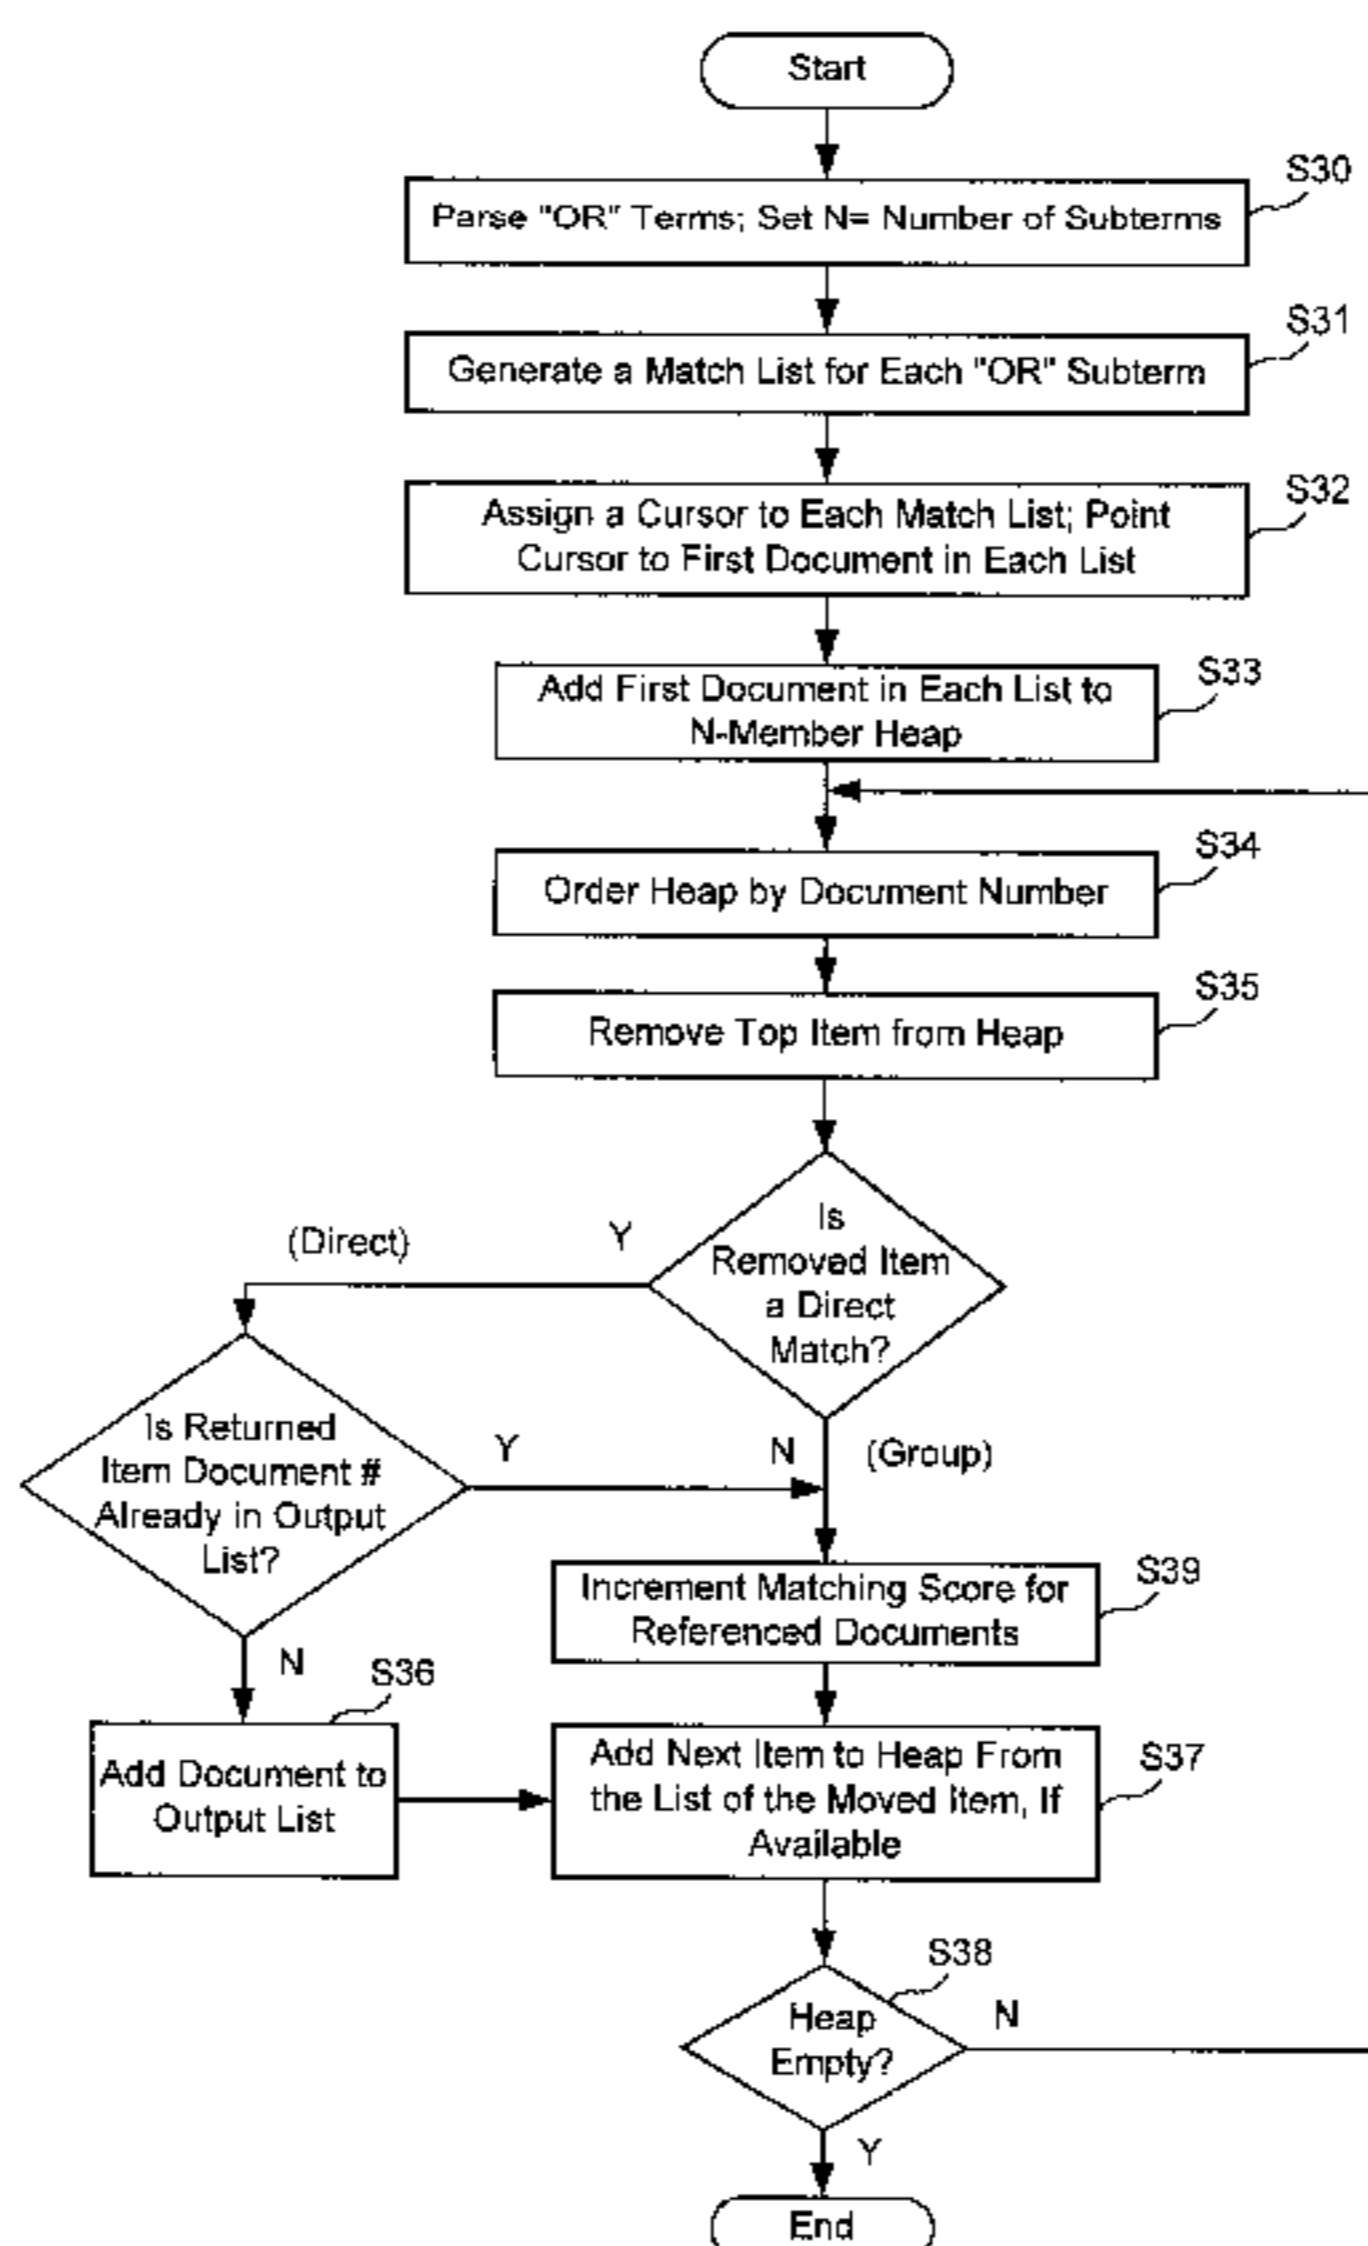 Start
S30
Parse "OR" Terms; Set N= Number of Subterms
S31
Generate a Match List for Each "OR" Subterm
S32
Assign a Cursor to Each Match List; Point
Cursor to First Document in Each List
S33
Add First Document in Each List to
N-Member Heap
S34
Order Heap by Document Number
S35
Remove Top Item from Heap
Is
Removed Item
a Direct
Match?
(Direct)
Y
Is Returned
Item Document #
Already in Output
List?
Y
N
(Group)
S39
Increment Matching Score for
Referenced Documents
N
S36
Add Document to
Output List
S37
Add Next Item to Heap From
the List of the Moved Item, If
Available
S38
Heap
Empty?
N
Y
End